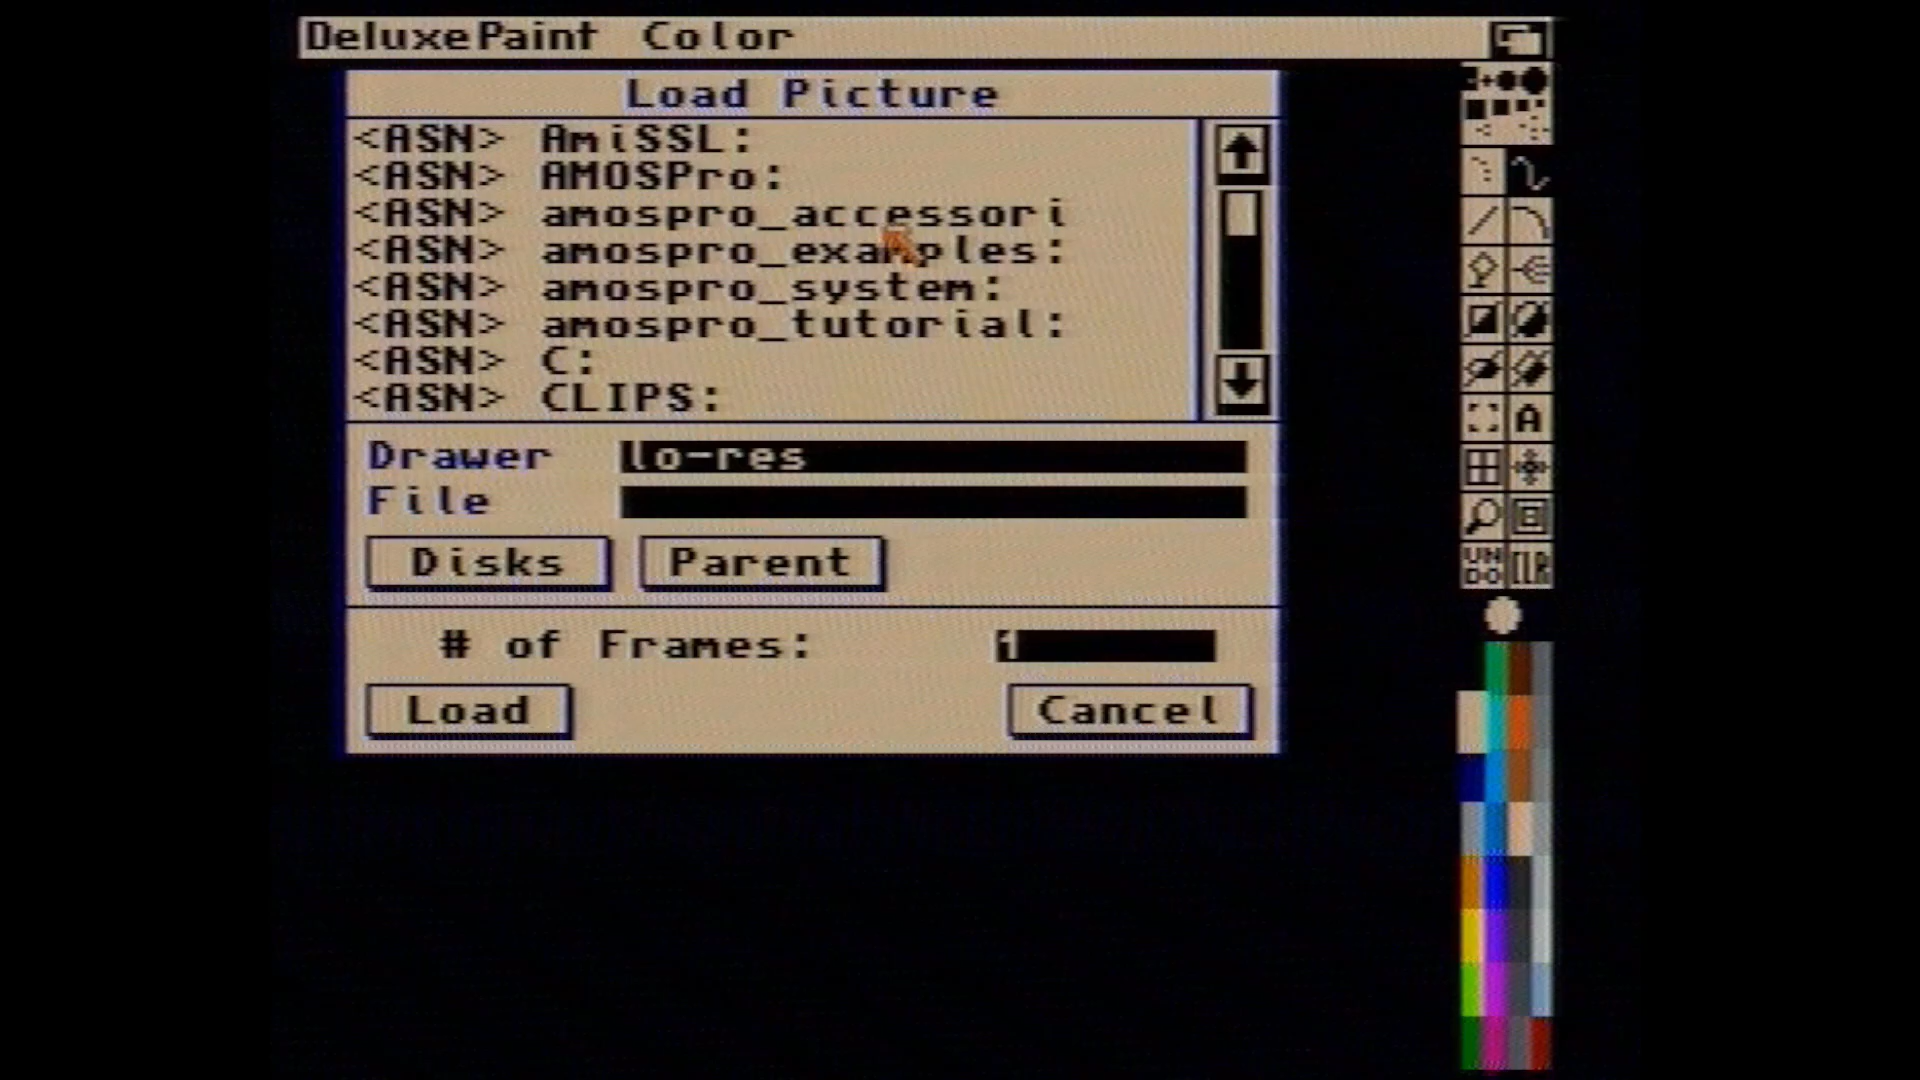 DeluxePaint Color
Load Picture
<ASN> AmiSSL:
<ASN> AMOSPro:
<ASN> amospro_accessori
<ASN> amospro_examples:
<ASN> amospro_system:
<ASN> amospro_tutorial:
<ASN> C:
<ASN> CLIPS:
Drawer lo-res
File
Disks Parent
# of Frames: 1
Load Cancel
A
UNDO CLR